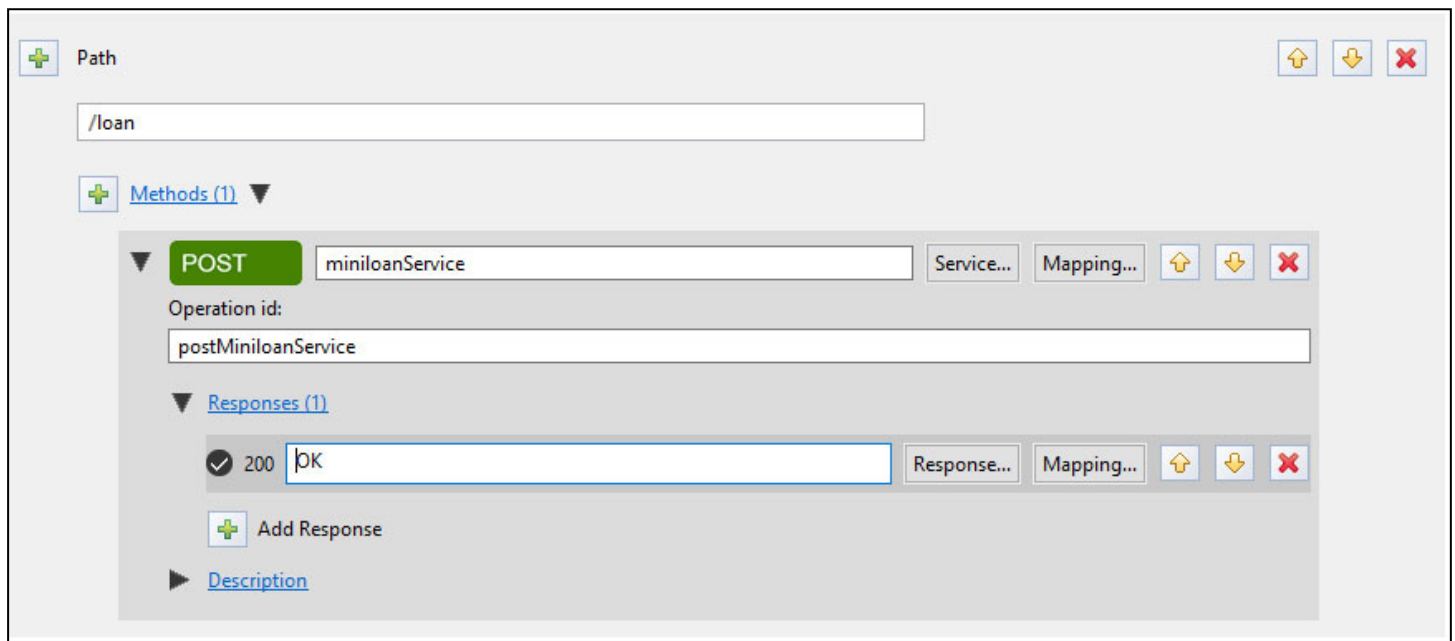 Path
/loan
Methods (1)
POST miniloanService Service... Mapping...
Operation id:
postMiniloanService
Responses (1)
200 OK Response... Mapping...
Add Response
Description